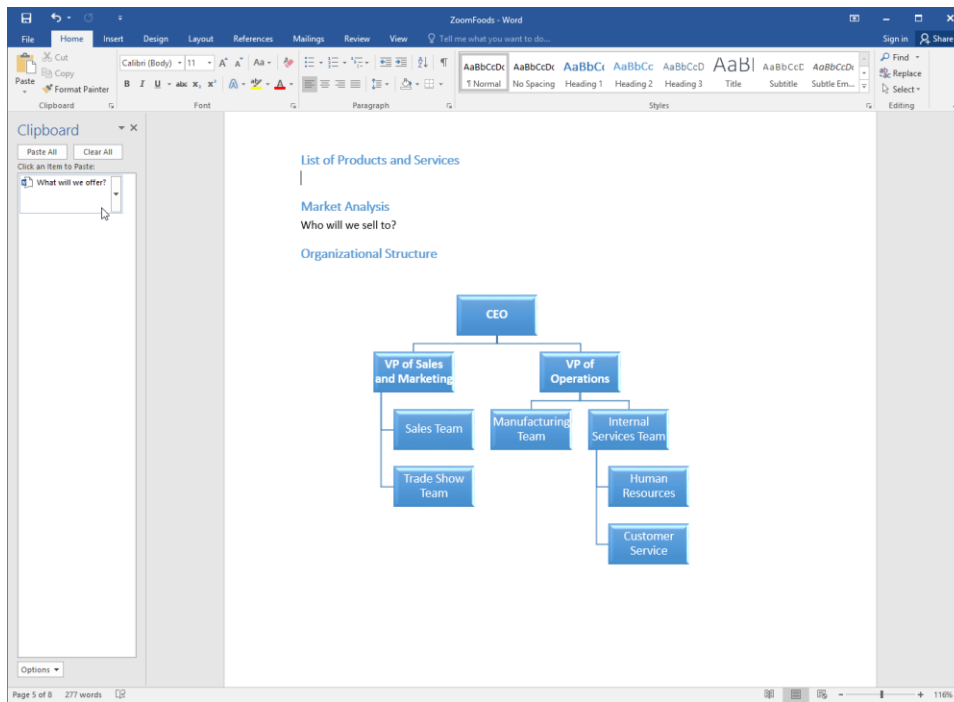 ZoomFoods - Word
File Home Insert Design Layout References Mailings Review View Tell me what you want to do... Sign in Share
Paste
Cut
Copy
Format Painter
Clipboard
Calibri (Body) 11 A A Aa
B I U abc x₂ x² A ab A
Font
Paragraph
AaBbCcDc AaBbCcDc AaBbCc AaBbCc AaBbCcD AaBl AaBbCcC AaBbCcDc
¶ Normal No Spacing Heading 1 Heading 2 Heading 3 Title Subtitle Subtle Em...
Styles
Find
Replace
Select
Editing
Clipboard
Paste All Clear All
Click an Item to Paste:
What will we offer?
Options
List of Products and Services
Market Analysis
Who will we sell to?
Organizational Structure
CEO
VP of Sales
and Marketing
VP of
Operations
Sales Team
Manufacturing
Team
Internal
Services Team
Trade Show
Team
Human
Resources
Customer
Service
Page 5 of 8 277 words
116%